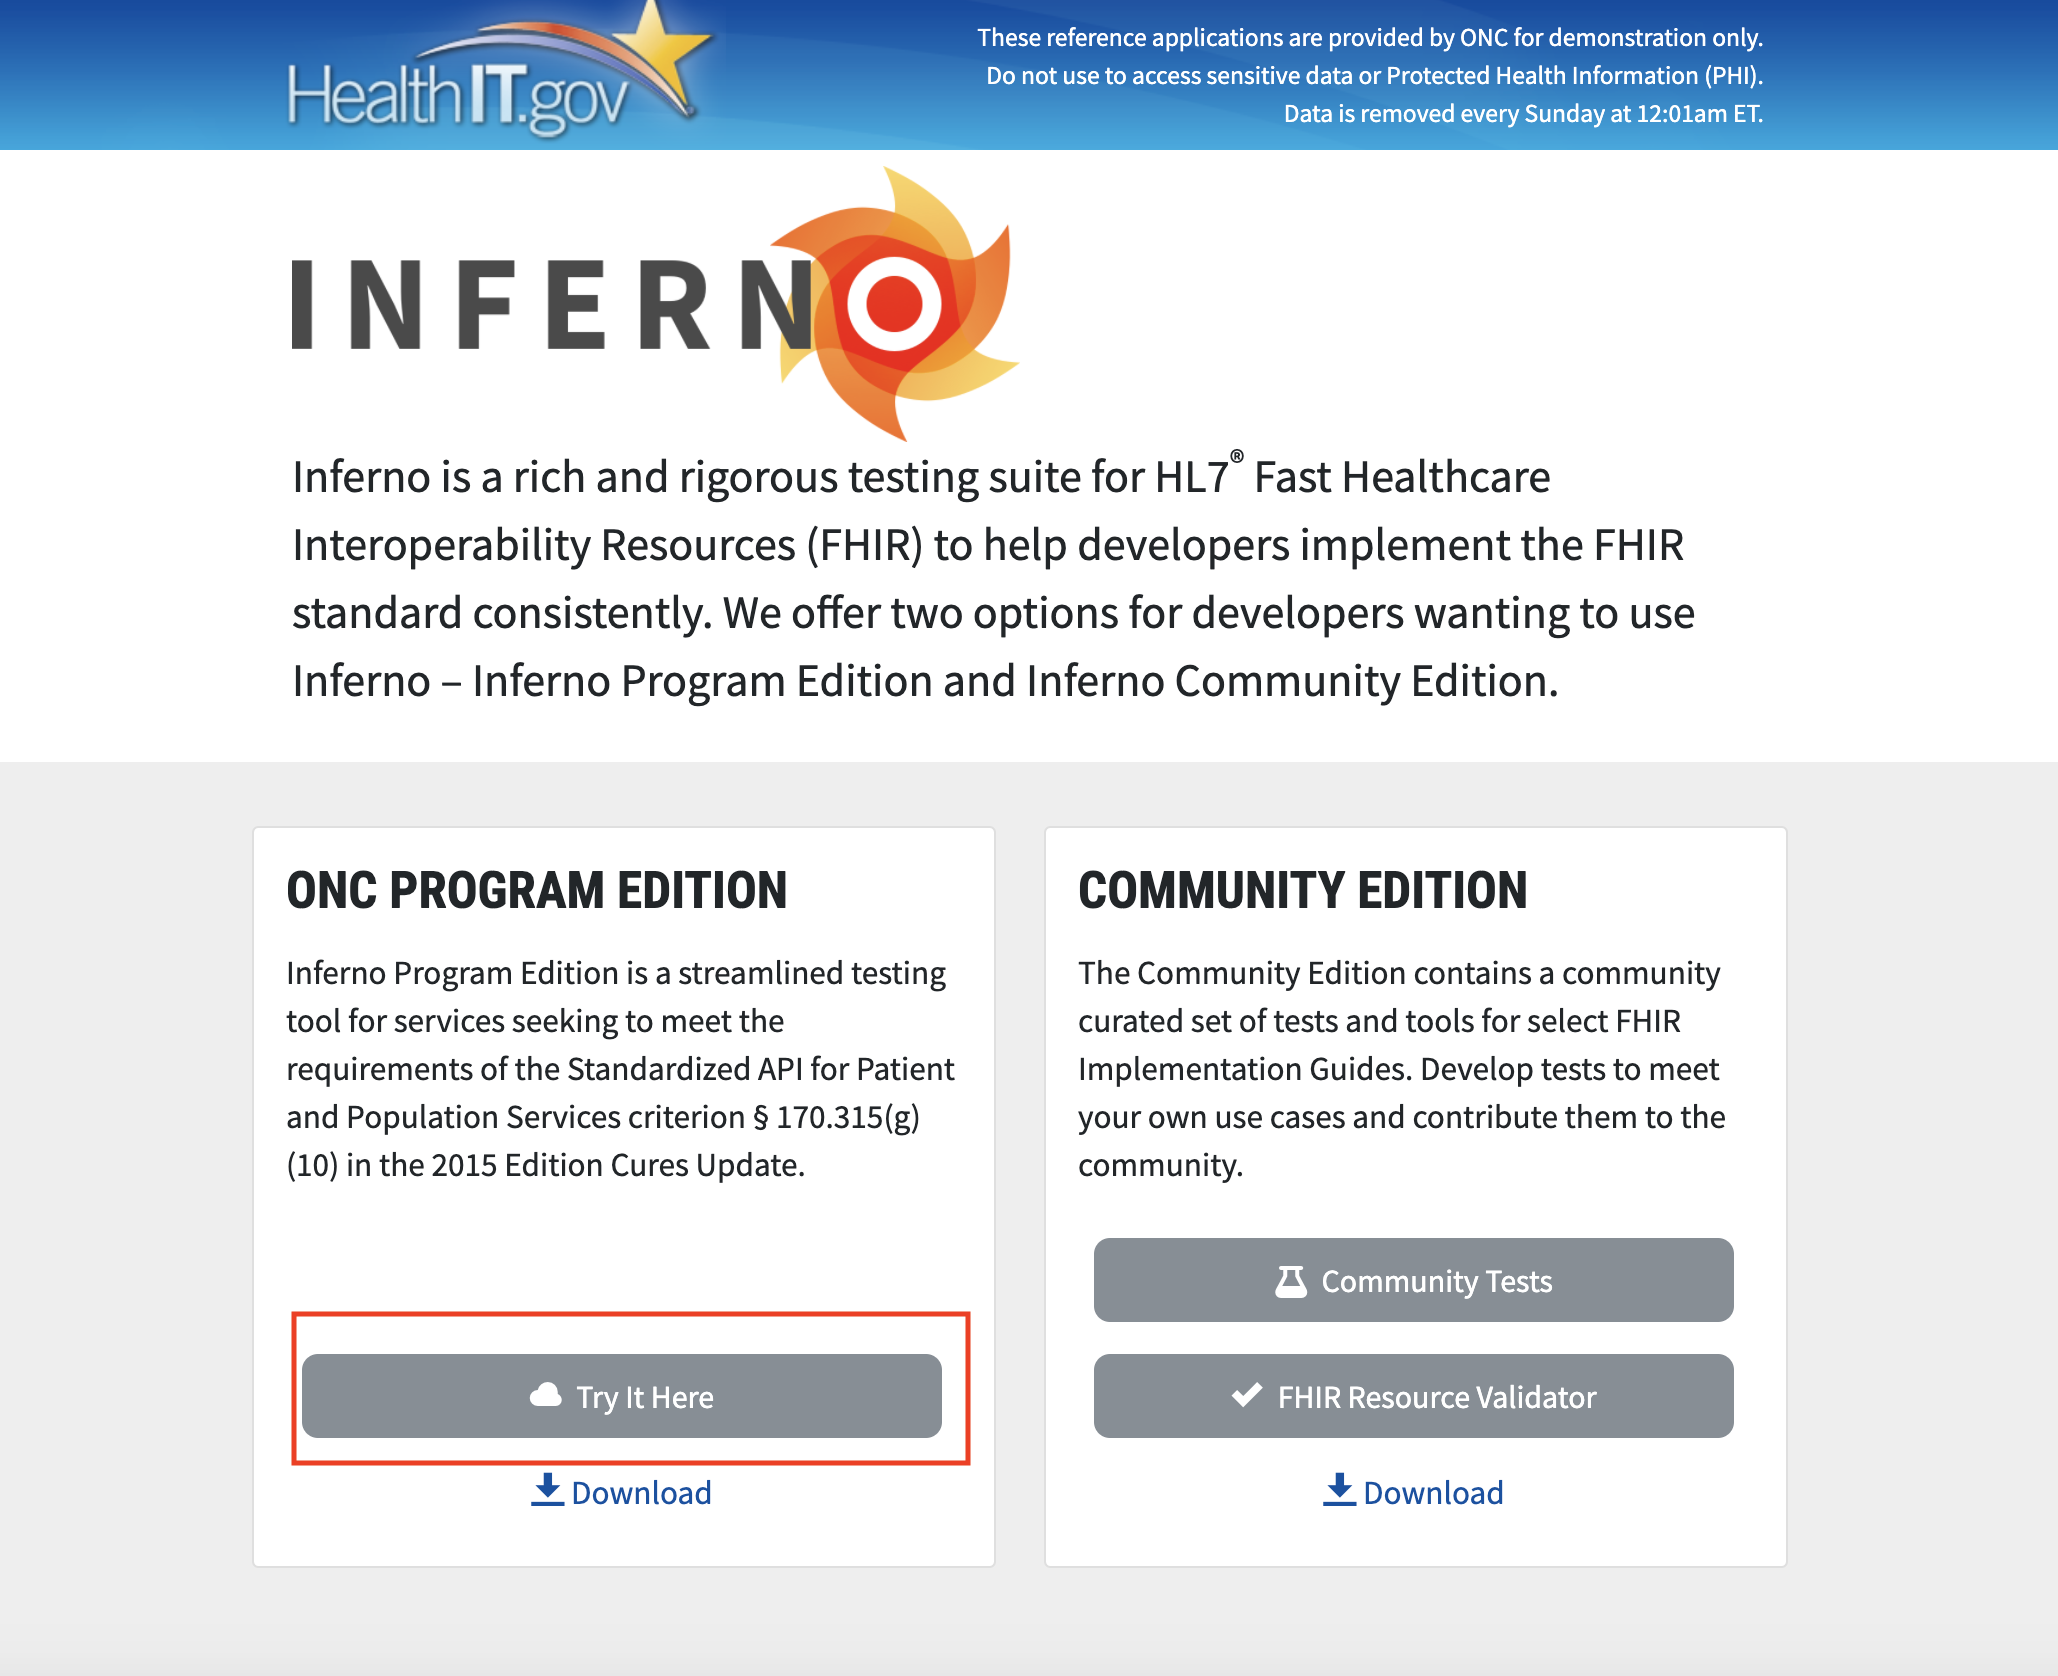 HealthIT.gov
These reference applications are provided by ONC for demonstration only.
Do not use to access sensitive data or Protected Health Information (PHI).
Data is removed every Sunday at 12:01am ET.
INFERNO
Inferno is a rich and rigorous testing suite for HL7® Fast Healthcare
Interoperability Resources (FHIR) to help developers implement the FHIR
standard consistently. We offer two options for developers wanting to use
Inferno – Inferno Program Edition and Inferno Community Edition.
ONC PROGRAM EDITION
Inferno Program Edition is a streamlined testing
tool for services seeking to meet the
requirements of the Standardized API for Patient
and Population Services criterion § 170.315(g)
(10) in the 2015 Edition Cures Update.
Try It Here
Download
COMMUNITY EDITION
The Community Edition contains a community
curated set of tests and tools for select FHIR
Implementation Guides. Develop tests to meet
your own use cases and contribute them to the
community.
Community Tests
FHIR Resource Validator
Download